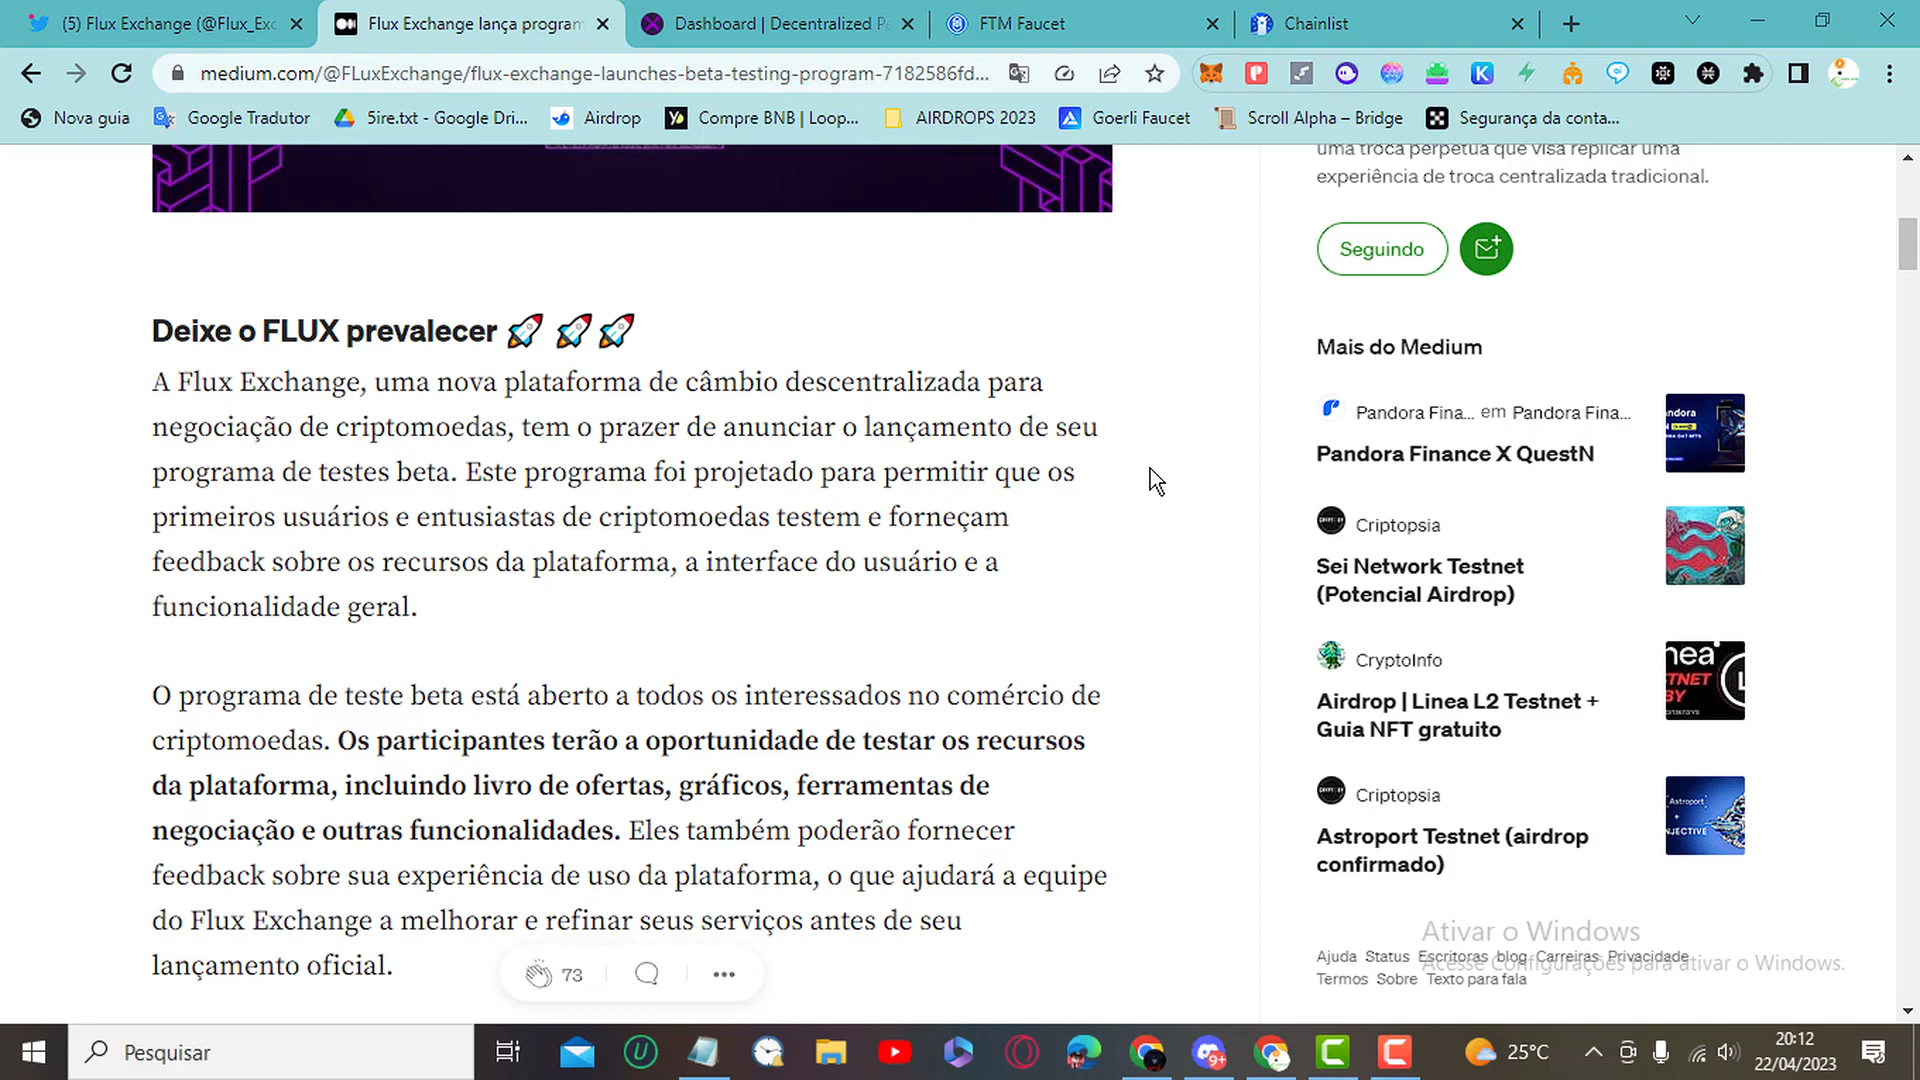 (5) Flux Exchange (@Flux_Exc
Flux Exchange lança program
Dashboard | Decentralized Pe
FTM Faucet
Chainlist
medium.com/@FLuxExchange/flux-exchange-launches-beta-testing-program-7182586fd...
Nova guia
Google Tradutor
5ire.txt - Google Dri...
Airdrop
Compre BNB | Loop...
AIRDROPS 2023
Goerli Faucet
Scroll Alpha – Bridge
Segurança da conta...
uma troca perpétua que visa replicar uma
experiência de troca centralizada tradicional.
Seguindo
Deixe o FLUX prevalecer 🚀 🚀🚀
A Flux Exchange, uma nova plataforma de câmbio descentralizada para
negociação de criptomoedas, tem o prazer de anunciar o lançamento de seu
programa de testes beta. Este programa foi projetado para permitir que os
primeiros usuários e entusiastas de criptomoedas testem e forneçam
feedback sobre os recursos da plataforma, a interface do usuário e a
funcionalidade geral.
O programa de teste beta está aberto a todos os interessados no comércio de
criptomoedas. Os participantes terão a oportunidade de testar os recursos
da plataforma, incluindo livro de ofertas, gráficos, ferramentas de
negociação e outras funcionalidades. Eles também poderão fornecer
feedback sobre sua experiência de uso da plataforma, o que ajudará a equipe
do Flux Exchange a melhorar e refinar seus serviços antes de seu
lançamento oficial.
73
Mais do Medium
Pandora Fina... em Pandora Fina...
Pandora Finance X QuestN
Criptopsia
Sei Network Testnet
(Potencial Airdrop)
CryptoInfo
Airdrop | Linea L2 Testnet +
Guia NFT gratuito
Criptopsia
Astroport Testnet (airdrop
confirmado)
Ativar o Windows
Acesse Configurações para ativar o Windows.
Ajuda Status Escritoras blog Carreiras Privacidade
Termos Sobre Texto para fala
Pesquisar
9+
25°C
20:12
22/04/2023